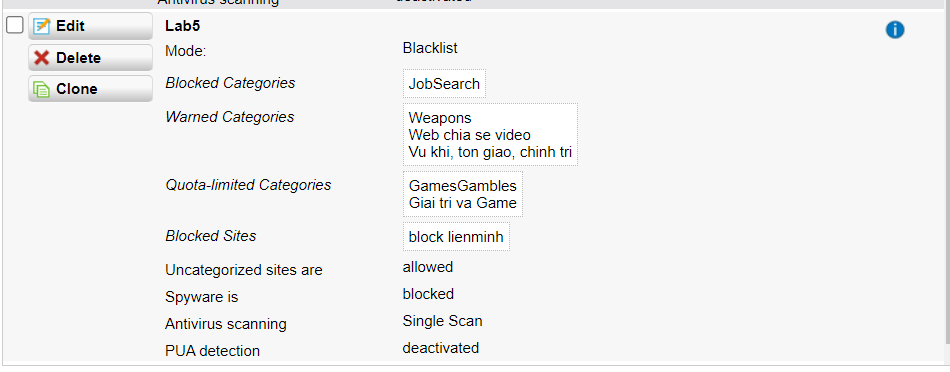 Antivirus scanning deactivated
Edit Lab5
Mode: Blacklist
Delete
Blocked Categories JobSearch
Clone
Warned Categories Weapons
Web chia se video
Vu khi, ton giao, chinh tri
Quota-limited Categories GamesGambles
Giai tri va Game
Blocked Sites block lienminh
Uncategorized sites are allowed
Spyware is blocked
Antivirus scanning Single Scan
PUA detection deactivated